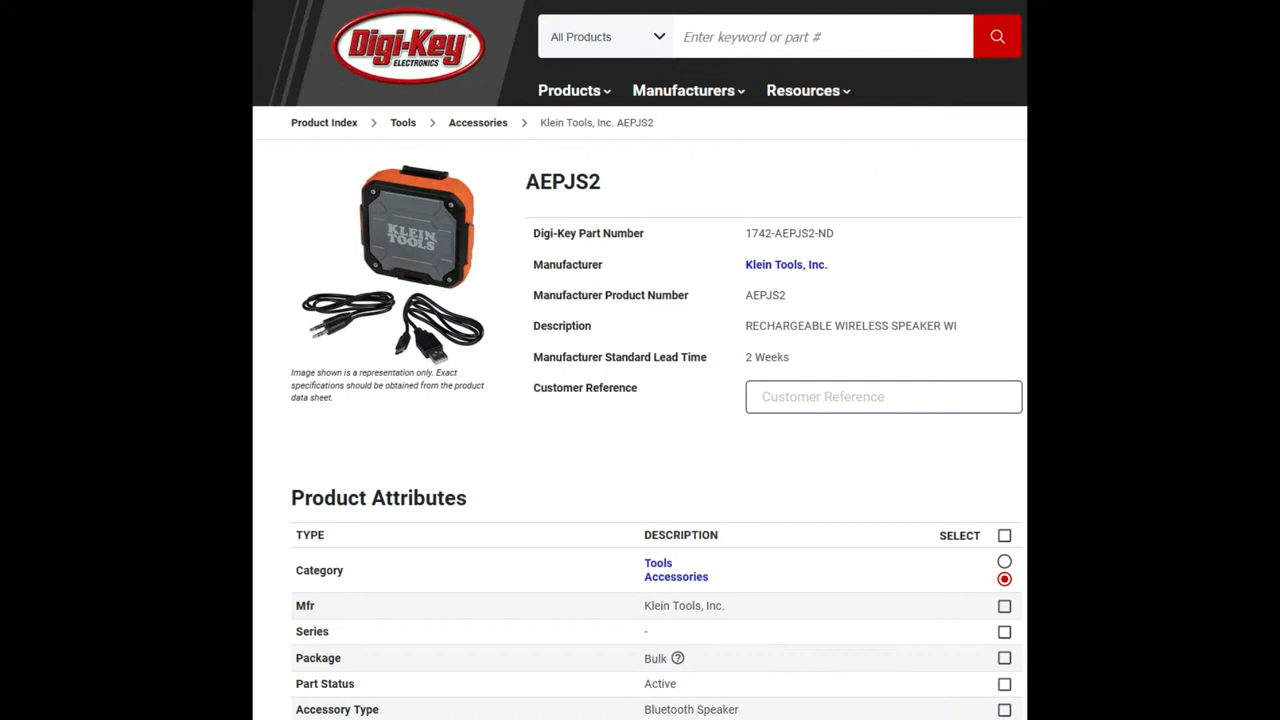 Digi-Key
ELECTRONICS
All Products
Enter keyword or part #
Products
Manufacturers
Resources
Product Index > Tools > Accessories > Klein Tools, Inc. AEPJS2
KLEIN
TOOLS
Image shown is a representation only. Exact
specifications should be obtained from the product
data sheet.
AEPJS2
Digi-Key Part Number 1742-AEPJS2-ND
Manufacturer Klein Tools, Inc.
Manufacturer Product Number AEPJS2
Description RECHARGEABLE WIRELESS SPEAKER WI
Manufacturer Standard Lead Time 2 Weeks
Customer Reference Customer Reference
Product Attributes
TYPE DESCRIPTION SELECT
Category Tools
Accessories
Mfr Klein Tools, Inc.
Series -
Package Bulk
Part Status Active
Accessory Type Bluetooth Speaker